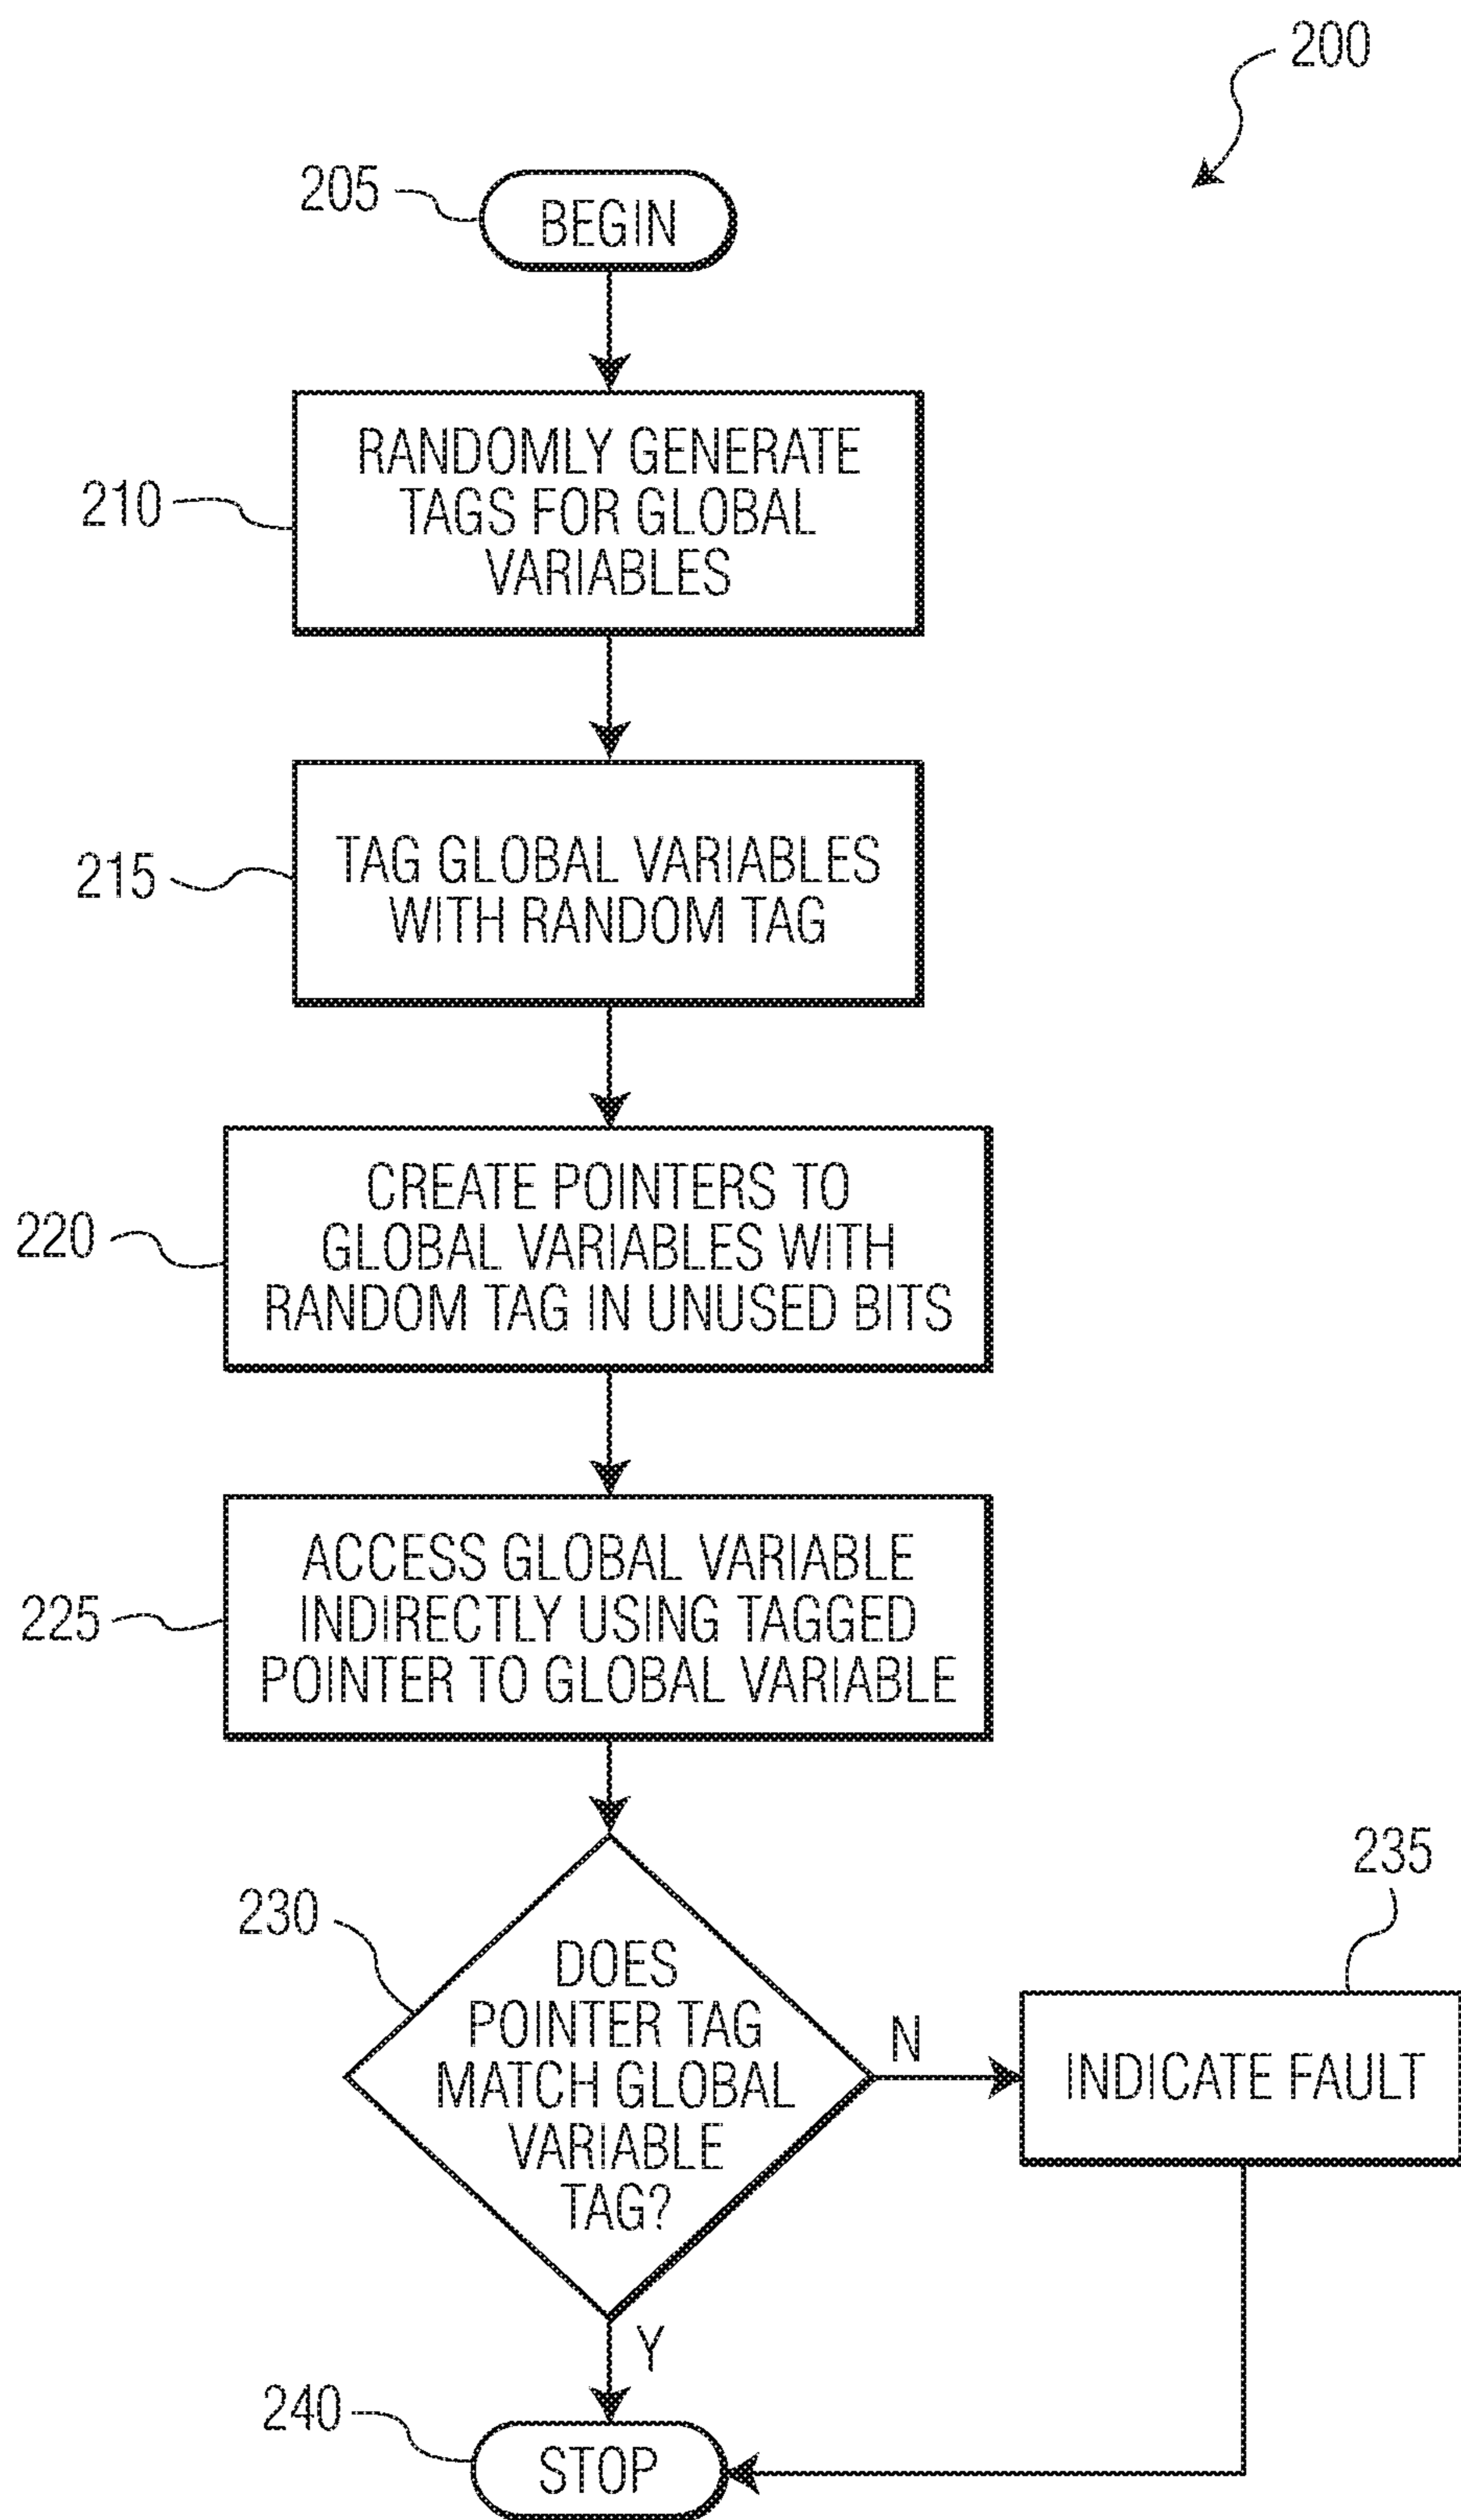 200
205
BEGIN
210
RANDOMLY GENERATE
TAGS FOR GLOBAL
VARIABLES
215
TAG GLOBAL VARIABLES
WITH RANDOM TAG
220
CREATE POINTERS TO
GLOBAL VARIABLES WITH
RANDOM TAG IN UNUSED BITS
225
ACCESS GLOBAL VARIABLE
INDIRECTLY USING TAGGED
POINTER TO GLOBAL VARIABLE
230
DOES
POINTER TAG
MATCH GLOBAL
VARIABLE
TAG?
N
235
INDICATE FAULT
Y
240
STOP